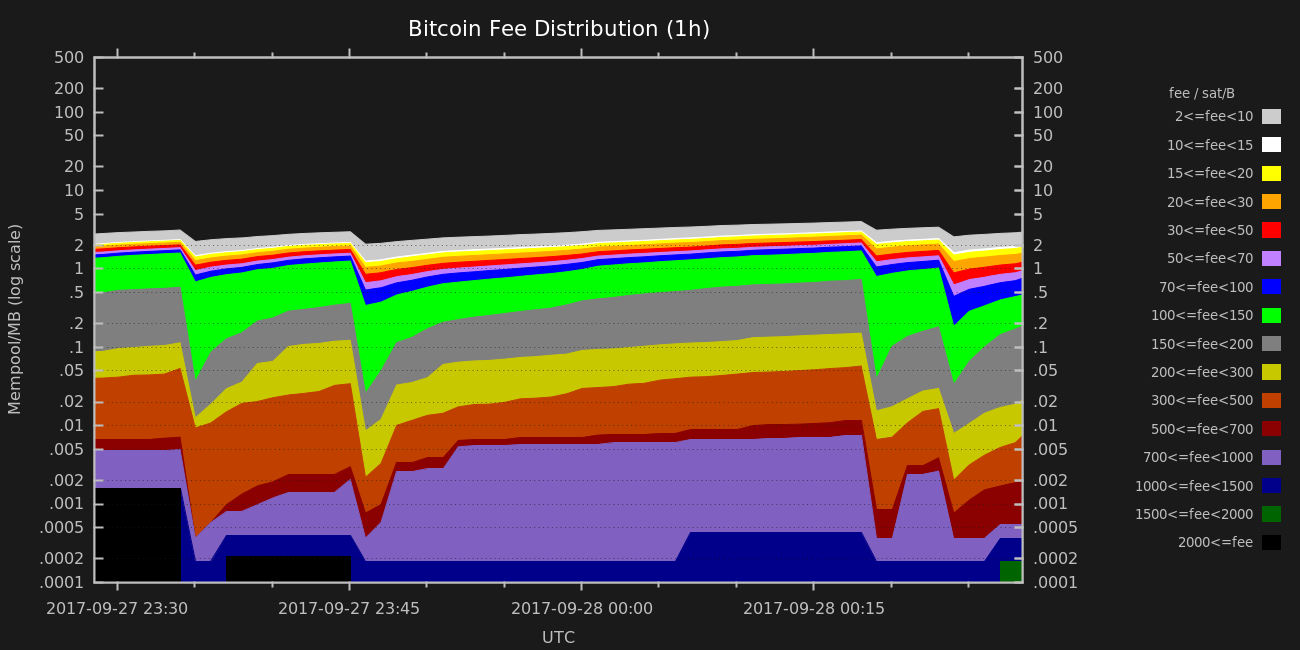 Bitcoin Fee Distribution (1h)
500
200
100
50
20
10
5
2
1
.5
.2
.1
.05
.02
.01
.005
.002
.001
.0005
.0002
.0001
Mempool/MB (log scale)
500
200
100
50
20
10
5
2
1
.5
.2
.1
.05
.02
.01
.005
.002
.001
.0005
.0002
.0001
fee / sat/B
2<=fee<10
10<=fee<15
15<=fee<20
20<=fee<30
30<=fee<50
50<=fee<70
70<=fee<100
100<=fee<150
150<=fee<200
200<=fee<300
300<=fee<500
500<=fee<700
700<=fee<1000
1000<=fee<1500
1500<=fee<2000
2000<=fee
2017-09-27 23:30
2017-09-27 23:45
2017-09-28 00:00
2017-09-28 00:15
UTC